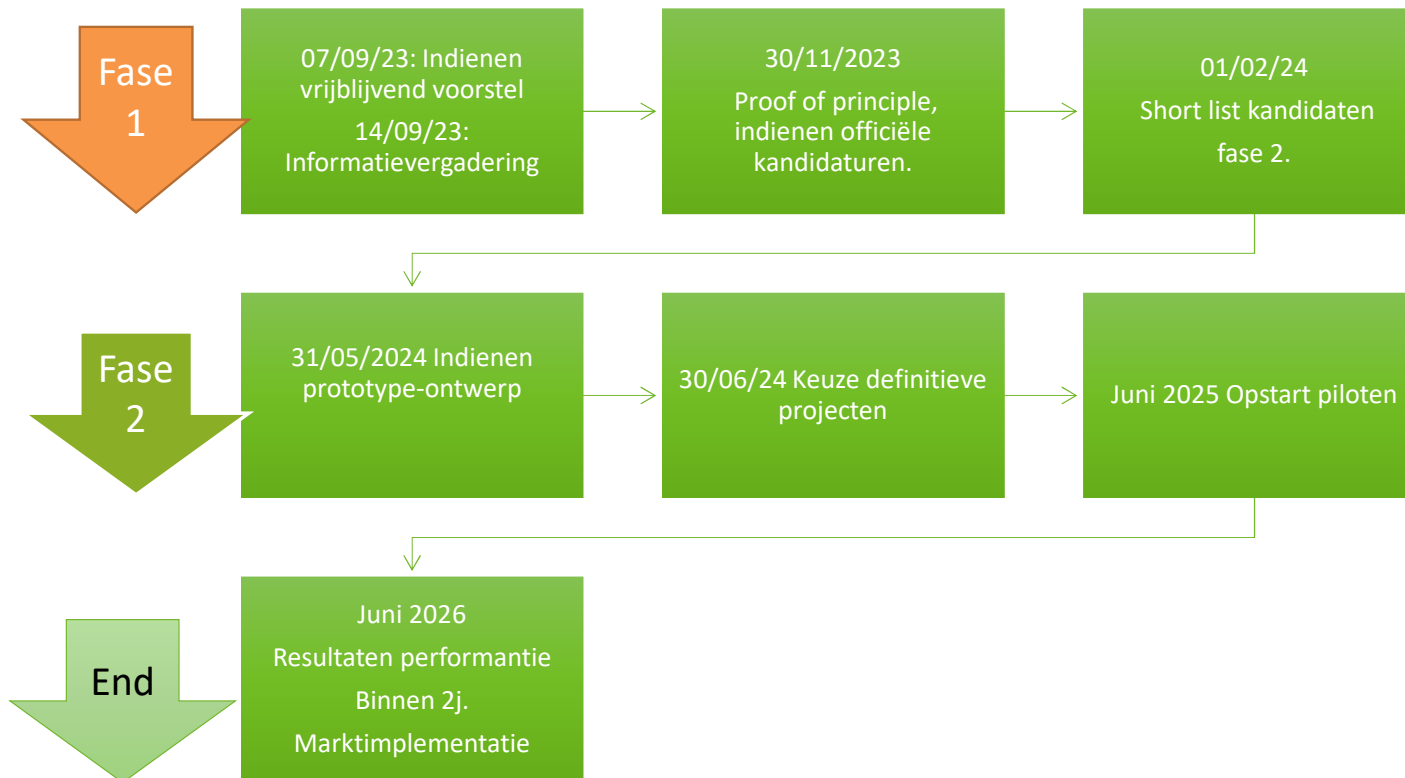 Fase
1
07/09/23: Indienen
vrijblijvend voorstel
14/09/23:
Informatievergadering
30/11/2023
Proof of principle,
indienen officiële
kandidaturen.
01/02/24
Short list kandidaten
fase 2.
Fase
2
31/05/2024 Indienen
prototype-ontwerp
30/06/24 Keuze definitieve
projecten
Juni 2025 Opstart piloten
End
Juni 2026
Resultaten performantie
Binnen 2j.
Marktimplementatie